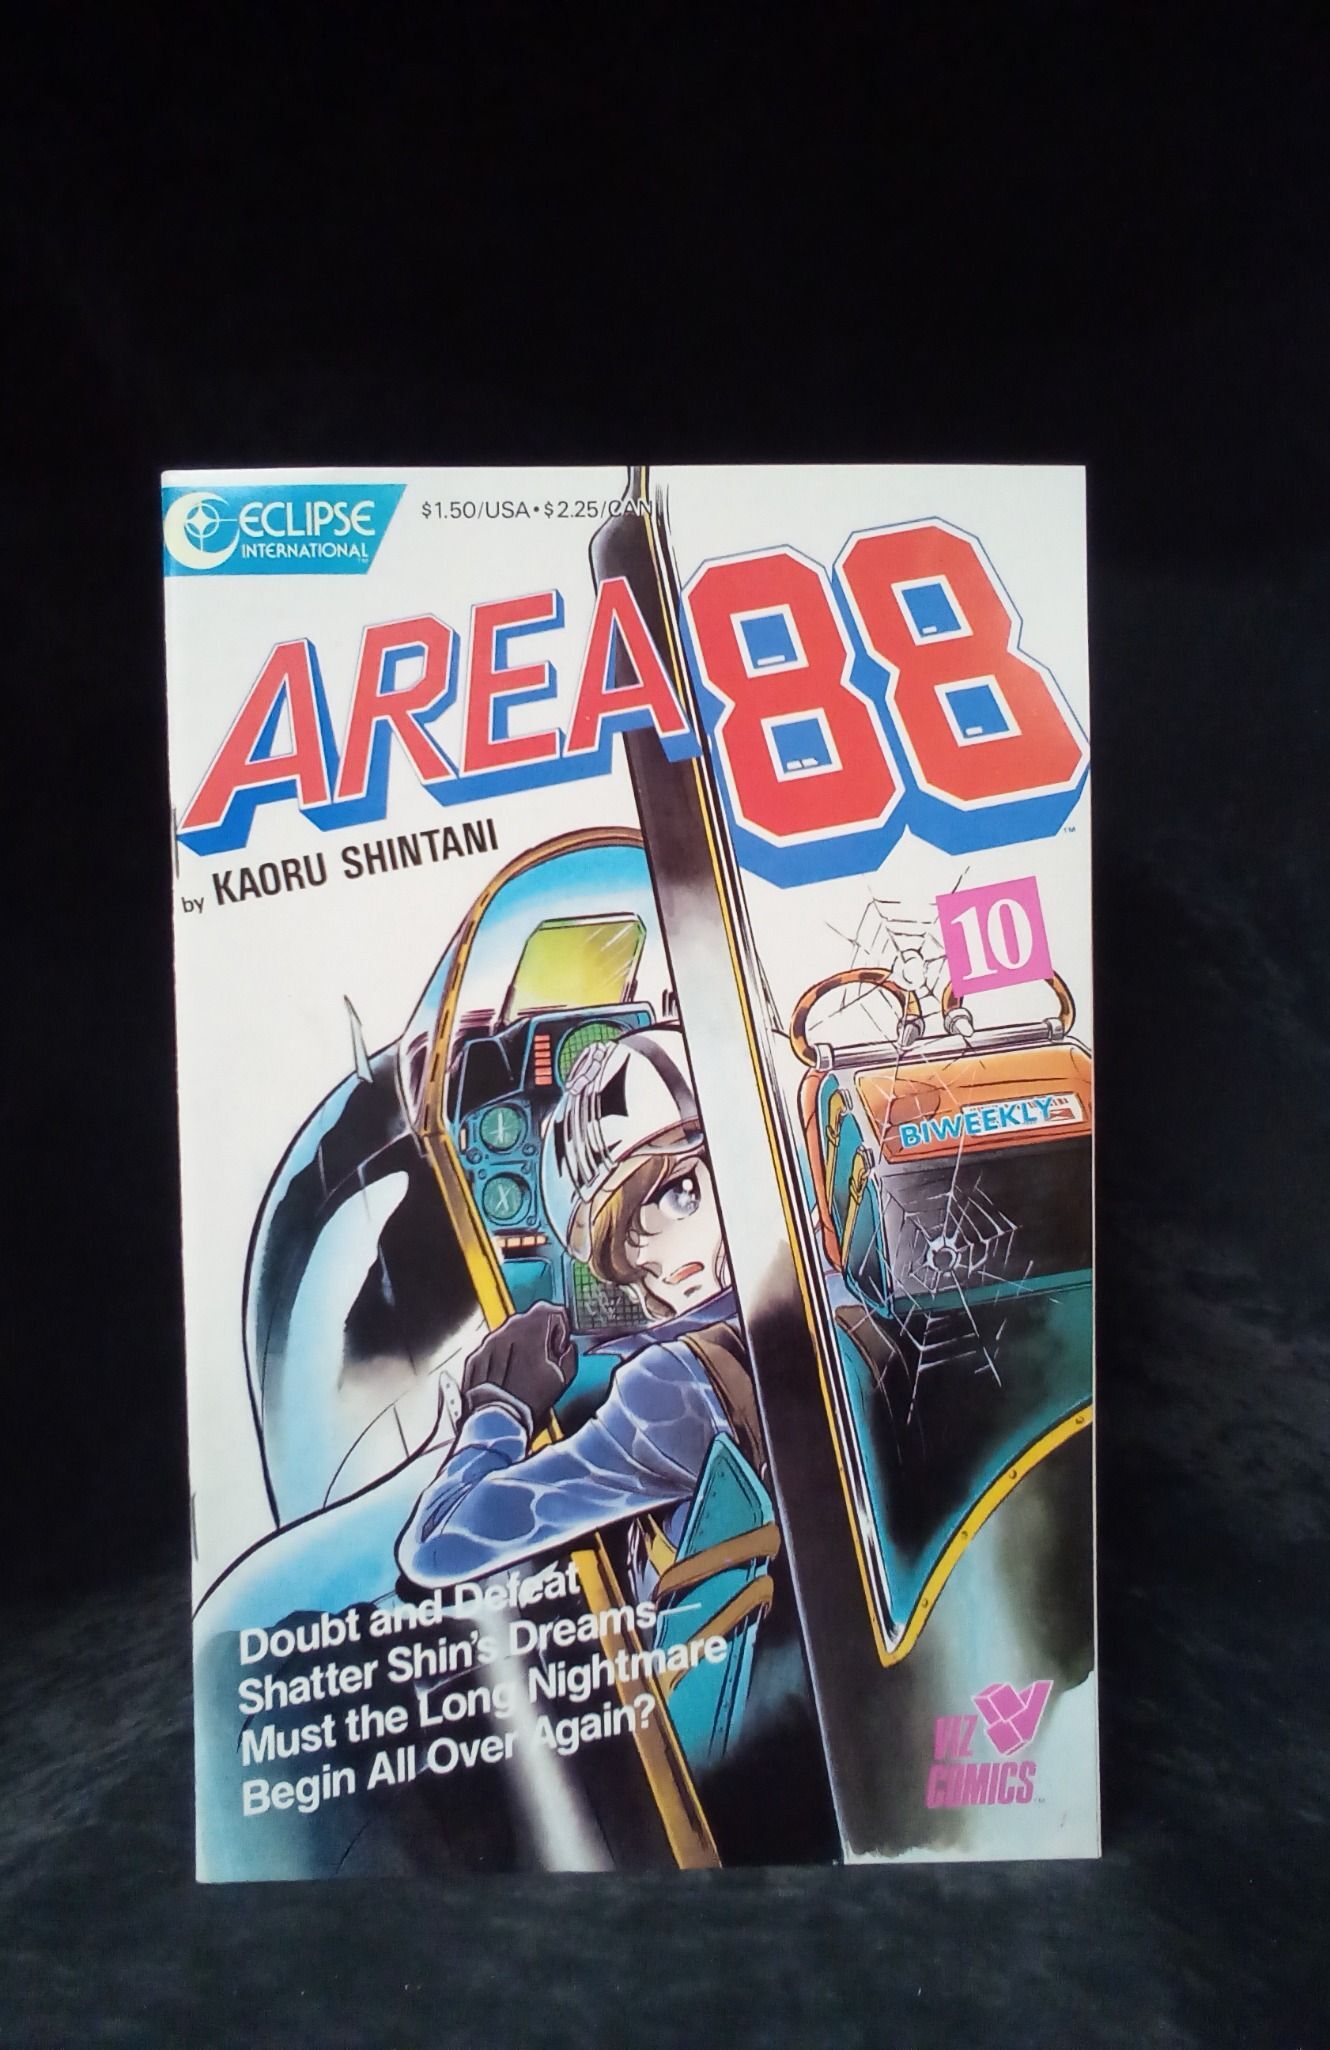 ECLIPSE
INTERNATIONAL
$1.50/USA • $2.25/CAN
AREA 88
by KAORU SHINTANI
10
BIWEEKLY
Doubt and Defeat
Shatter Shin's Dreams—
Must the Long Nightmare
Begin All Over Again?
VIZ
COMICS